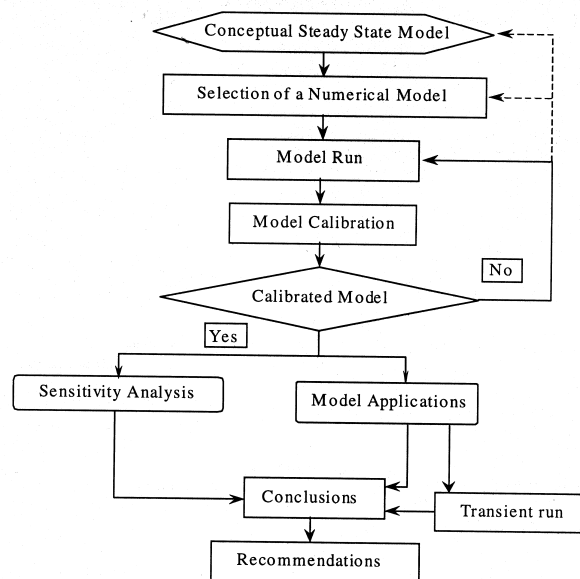 Conceptual Steady State Model
Selection of a Numerical Model
Model Run
Model Calibration
No
Calibrated Model
Yes
Sensitivity Analysis
Model Applications
Conclusions
Transient run
Recommendations